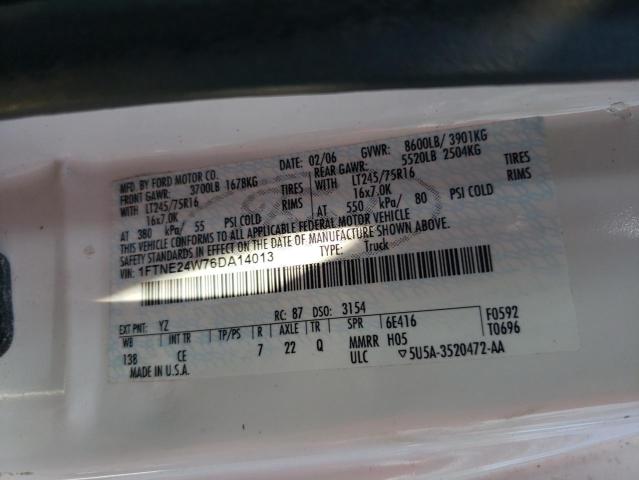 MFD. BY FORD MOTOR CO.
DATE: 02/06 GVWR: 8600LB/ 3901KG
FRONT GAWR: 3700LB 1678KG
REAR GAWR: 5520LB 2504KG
WITH LT245/75R16 TIRES
WITH LT245/75R16 TIRES
16x7.0K RIMS
16x7.0K RIMS
AT 380 kPa/ 55 PSI COLD
AT 550 kPa/ 80 PSI COLD
THIS VEHICLE CONFORMS TO ALL APPLICABLE FEDERAL MOTOR VEHICLE
SAFETY STANDARDS IN EFFECT ON THE DATE OF MANUFACTURE SHOWN ABOVE.
VIN: 1FTNE24W76DA14013
TYPE: Truck
EXT PNT: YZ RC: 87 DSO: 3154
WB INT TR TP/PS R AXLE TR SPR 6E416 F0592
T0696
138 CE 7 22 Q MMRR H05
MADE IN U.S.A. ULC ▽5U5A-3520472-AA